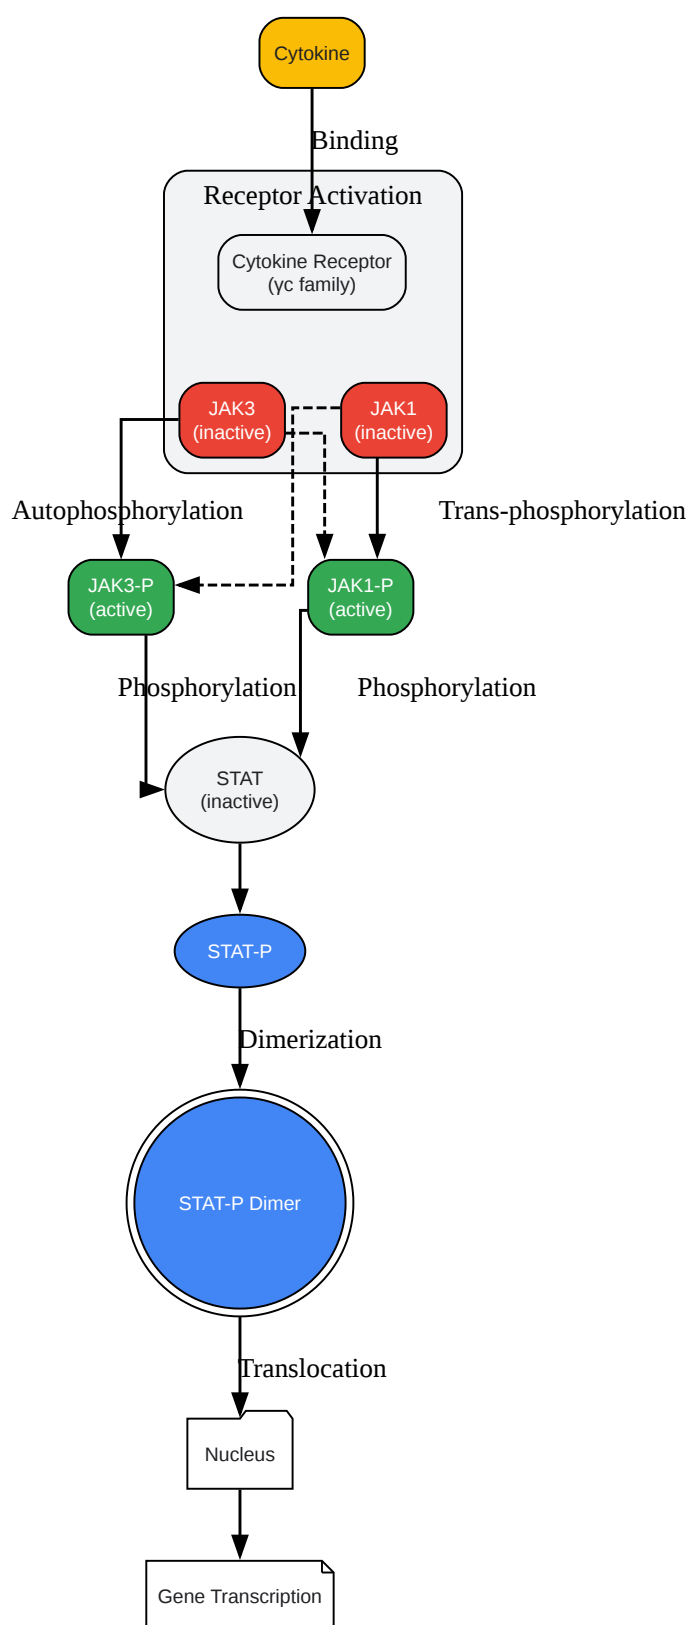 Cytokine
Binding
Receptor Activation
Cytokine Receptor
(γc family)
JAK3
(inactive)
JAK1
(inactive)
Autophosphorylation
Trans-phosphorylation
JAK3-P
(active)
JAK1-P
(active)
Phosphorylation
Phosphorylation
STAT
(inactive)
STAT-P
Dimerization
STAT-P Dimer
Translocation
Nucleus
Gene Transcription